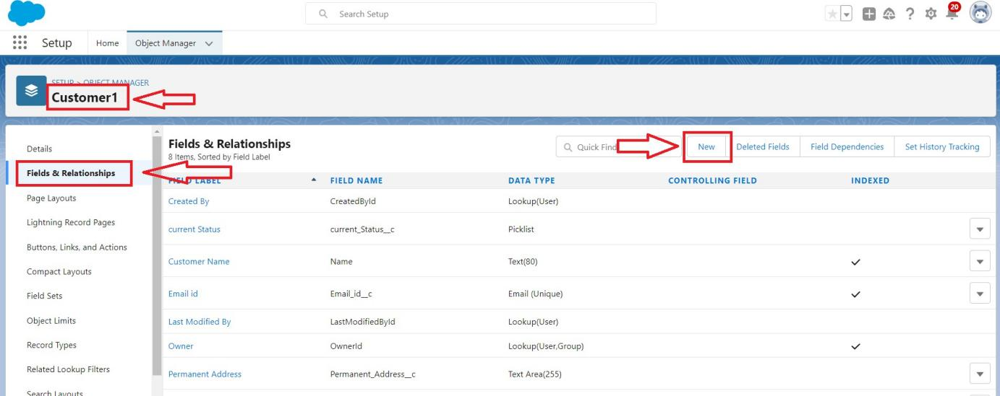 Search Setup
20
Setup
Home
Object Manager
SETUP > OBJECT MANAGER
Customer1
Details
Fields & Relationships
Page Layouts
Lightning Record Pages
Buttons, Links, and Actions
Compact Layouts
Field Sets
Object Limits
Record Types
Related Lookup Filters
Search Layouts
Fields & Relationships
8 Items, Sorted by Field Label
Quick Find
New
Deleted Fields
Field Dependencies
Set History Tracking
FIELD LABEL FIELD NAME DATA TYPE CONTROLLING FIELD INDEXED
Created By CreatedById Lookup(User)
current Status current_Status__c Picklist
Customer Name Name Text(80)
Email id Email_id__c Email (Unique)
Last Modified By LastModifiedById Lookup(User)
Owner OwnerId Lookup(User,Group)
Permanent Address Permanent_Address__c Text Area(255)